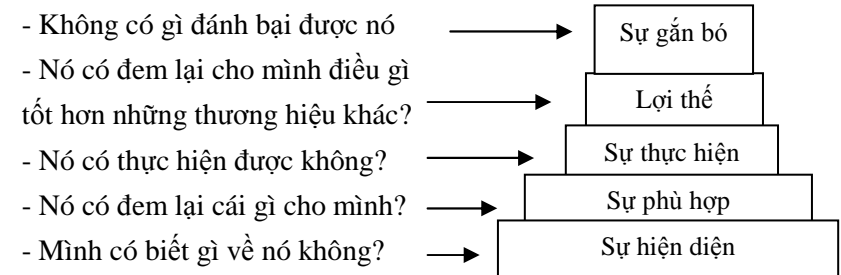 - Không có gì đánh bại được nó
Sự gắn bó
- Nó có đem lại cho mình điều gì
tốt hơn những thương hiệu khác?
Lợi thế
- Nó có thực hiện được không?
Sự thực hiện
- Nó có đem lại cái gì cho mình?
Sự phù hợp
- Mình có biết gì về nó không?
Sự hiện diện